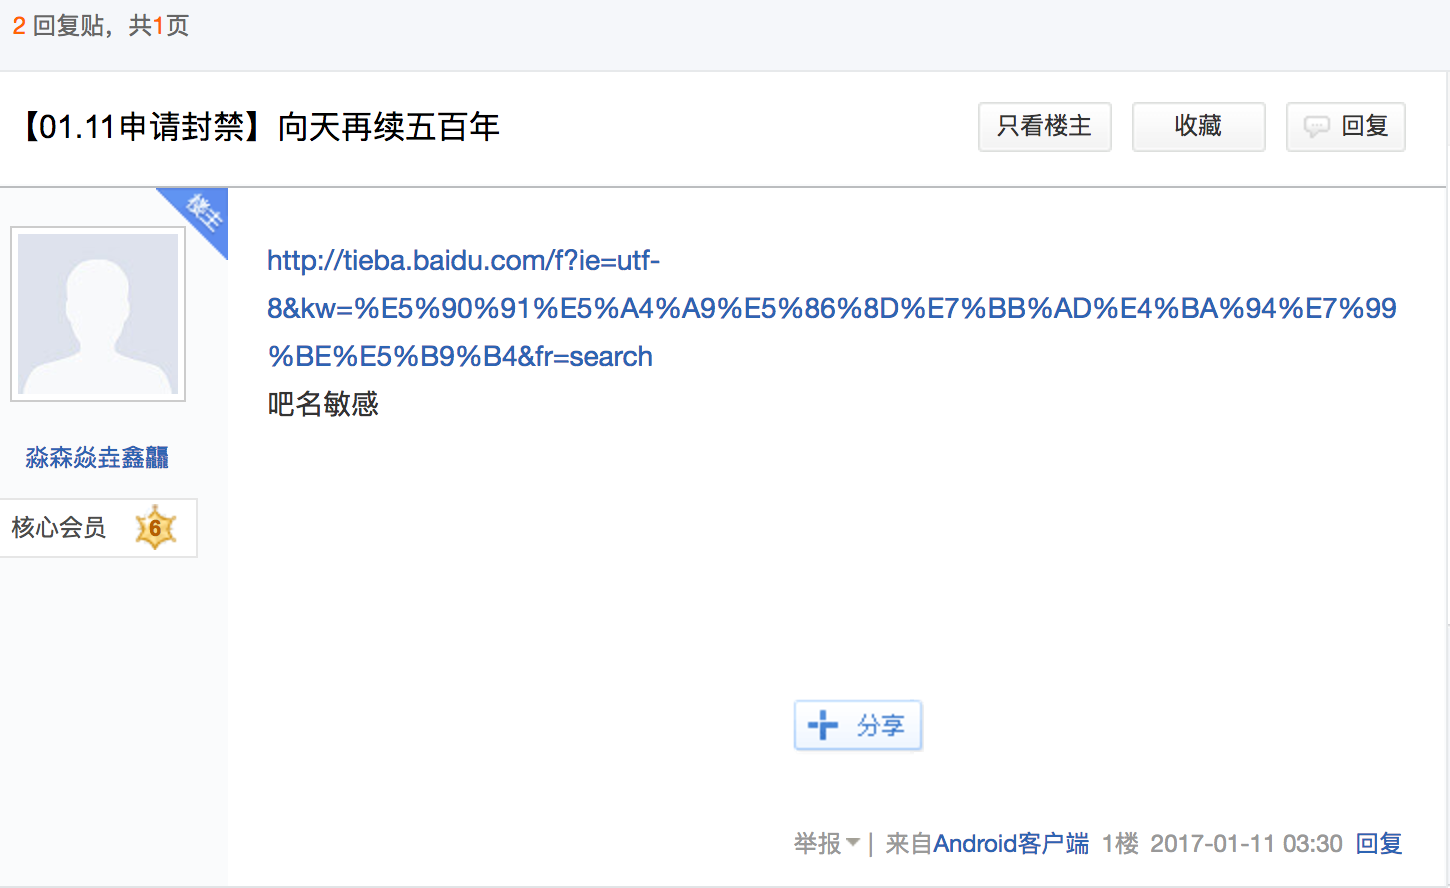 2 回复贴，共1页
【01.11申请封禁】向天再续五百年
只看楼主 收藏 回复
楼主
http://tieba.baidu.com/f?ie=utf-
8&kw=%E5%90%91%E5%A4%A9%E5%86%8D%E7%BB%AD%E4%BA%94%E7%99
%BE%E5%B9%B4&fr=search
吧名敏感
淼森焱垚鑫龘
核心会员 6
分享
举报 | 来自Android客户端 1楼 2017-01-11 03:30 回复